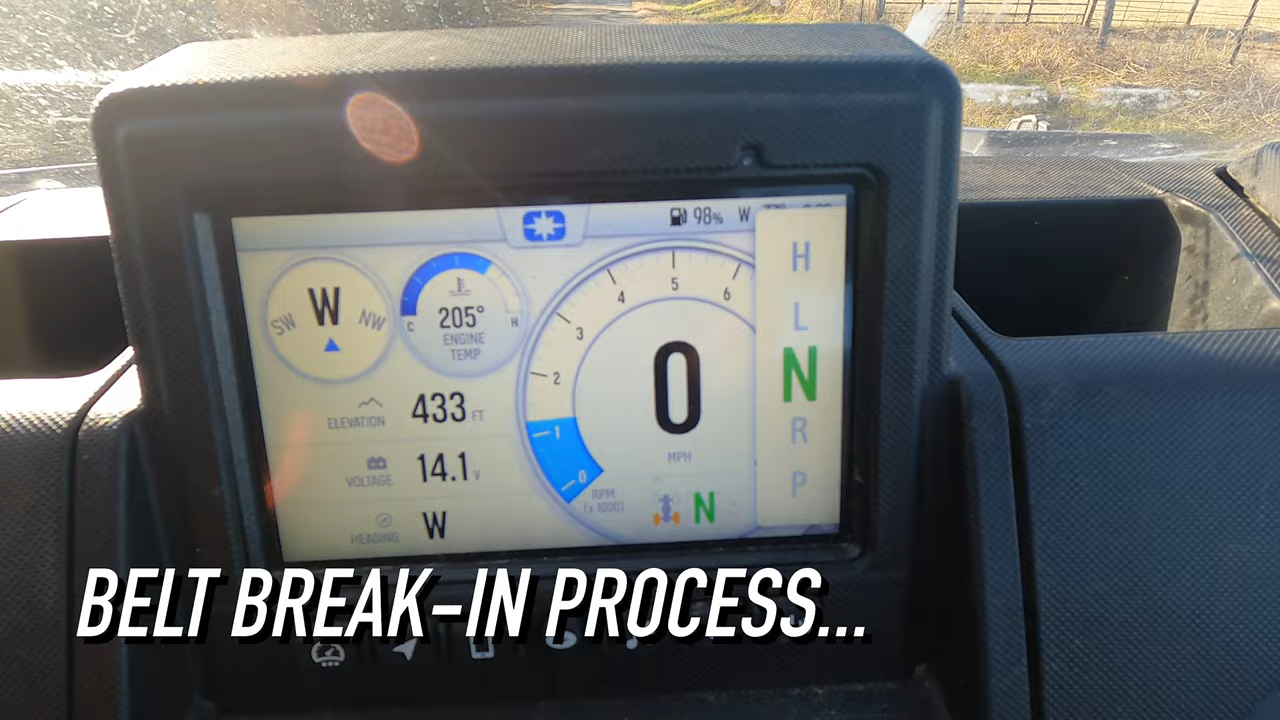 98% W
H
L
N
R
P
W
SW NW
C H
205°
ENGINE
TEMP
0 1 2 3 4 5 6
0
MPH
RPM
(x 1000)
N
ELEVATION 433 FT
VOLTAGE 14.1 V
HEADING W
BELT BREAK-IN PROCESS...